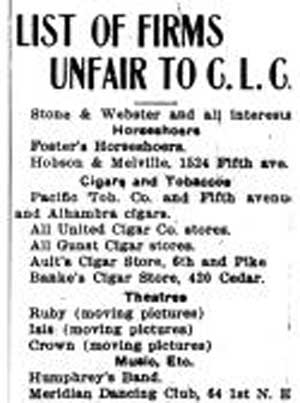 LIST OF FIRMS
UNFAIR TO C. L. C.
Stone & Webster and all interests
Horseshoers
Foster's Horseshoers.
Hobson & Melville, 1524 Fifth ave.
Cigars and Tobaccos
Pacific Tob. Co. and Fifth avenue
and Alhambra cigars.
All United Cigar Co. stores.
All Gunst Cigar stores.
Ault's Cigar Store, 6th and Pike
Banke's Cigar Store, 420 Cedar.
Theatres
Ruby (moving pictures)
Isis (moving pictures)
Crown (moving pictures)
Music, Etc.
Humphrey's Band.
Meridian Dancing Club, 64 1st N. E